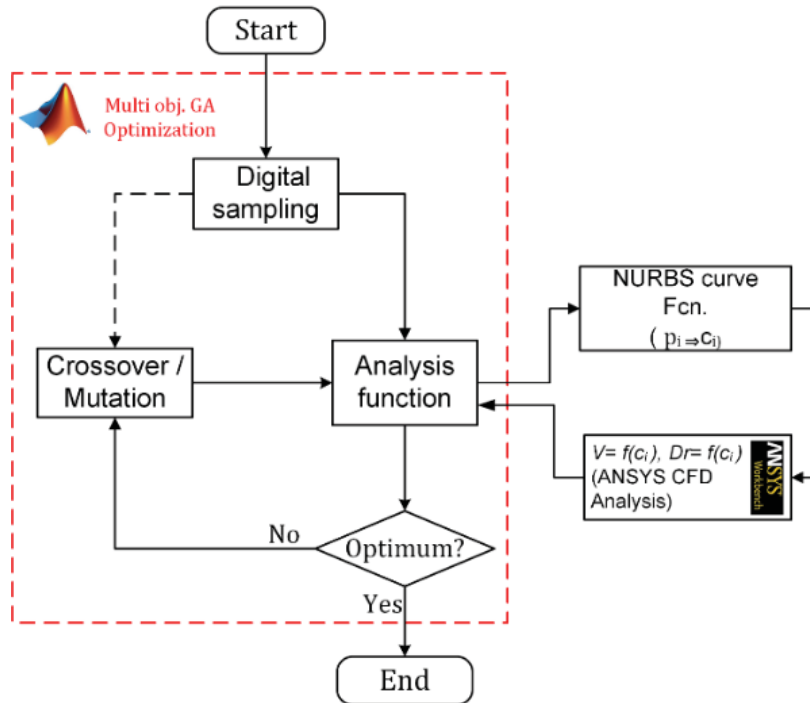 Start
Multi obj. GA
Optimization
Digital
sampling
NURBS curve
Fcn.
( pᵢ⇒cᵢ)
Crossover /
Mutation
Analysis
function
V= f(cᵢ), Dr= f(cᵢ)
(ANSYS CFD
Analysis)
ANSYS
Workbench
No
Optimum?
Yes
End